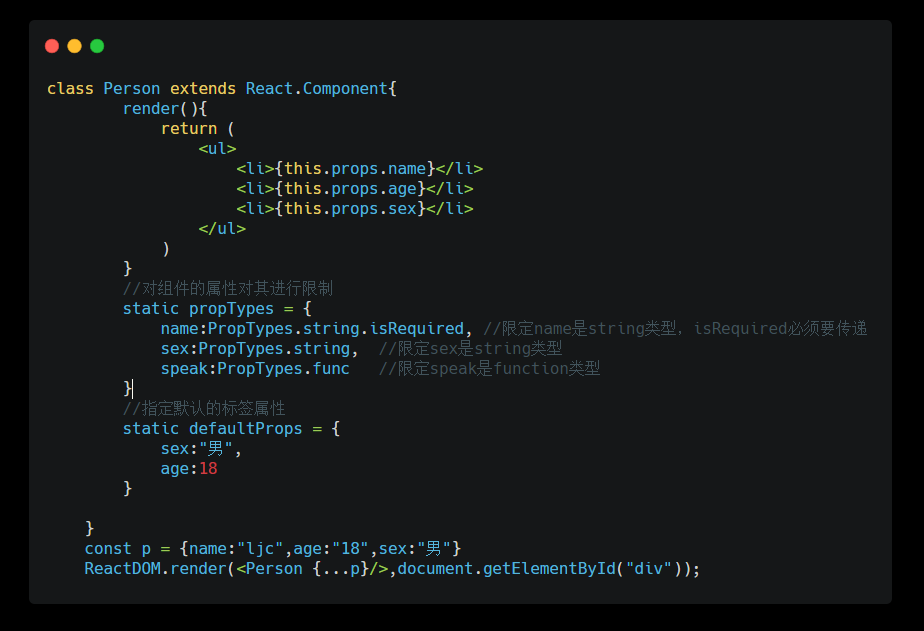 class Person extends React.Component{
render(){
return (
<ul>
<li>{this.props.name}</li>
<li>{this.props.age}</li>
<li>{this.props.sex}</li>
</ul>
)
}
//对组件的属性对其进行限制
static propTypes = {
name:PropTypes.string.isRequired, //限定name是string类型，isRequired必须要传递
sex:PropTypes.string, //限定sex是string类型
speak:PropTypes.func //限定speak是function类型
}
//指定默认的标签属性
static defaultProps = {
sex:"男",
age:18
}
}
const p = {name:"ljc",age:"18",sex:"男"}
ReactDOM.render(<Person {...p}/>,document.getElementById("div"));